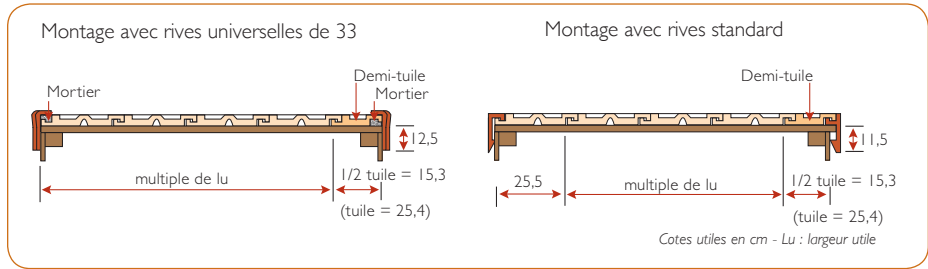 Montage avec rives universelles de 33
Mortier
Demi-tuile
Mortier
12,5
multiple de lu
1/2 tuile = 15,3
(tuile = 25,4)
Montage avec rives standard
Demi-tuile
11,5
25,5
multiple de lu
1/2 tuile = 15,3
(tuile = 25,4)
Cotes utiles en cm - Lu : largeur utile